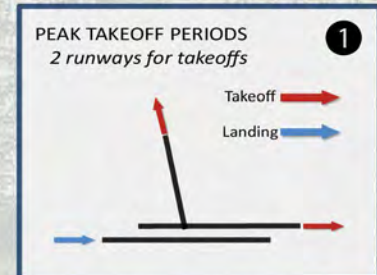 PEAK TAKEOFF PERIODS
2 runways for takeoffs
1
Takeoff
Landing